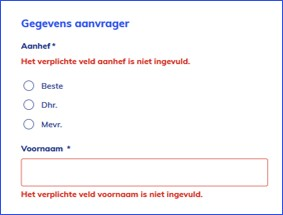 Gegevens aanvrager
Aanhef *
Het verplichte veld aanhef is niet ingevuld.
Beste
Dhr.
Mevr.
Voornaam *
Het verplichte veld voornaam is niet ingevuld.